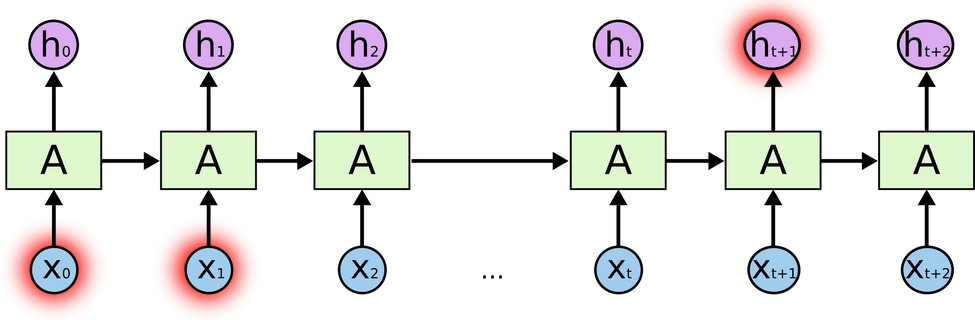 h₀ h₁ h₂ hₜ hₜ₊₁ hₜ₊₂
A A A A A A
x₀ x₁ x₂ ... xₜ xₜ₊₁ xₜ₊₂